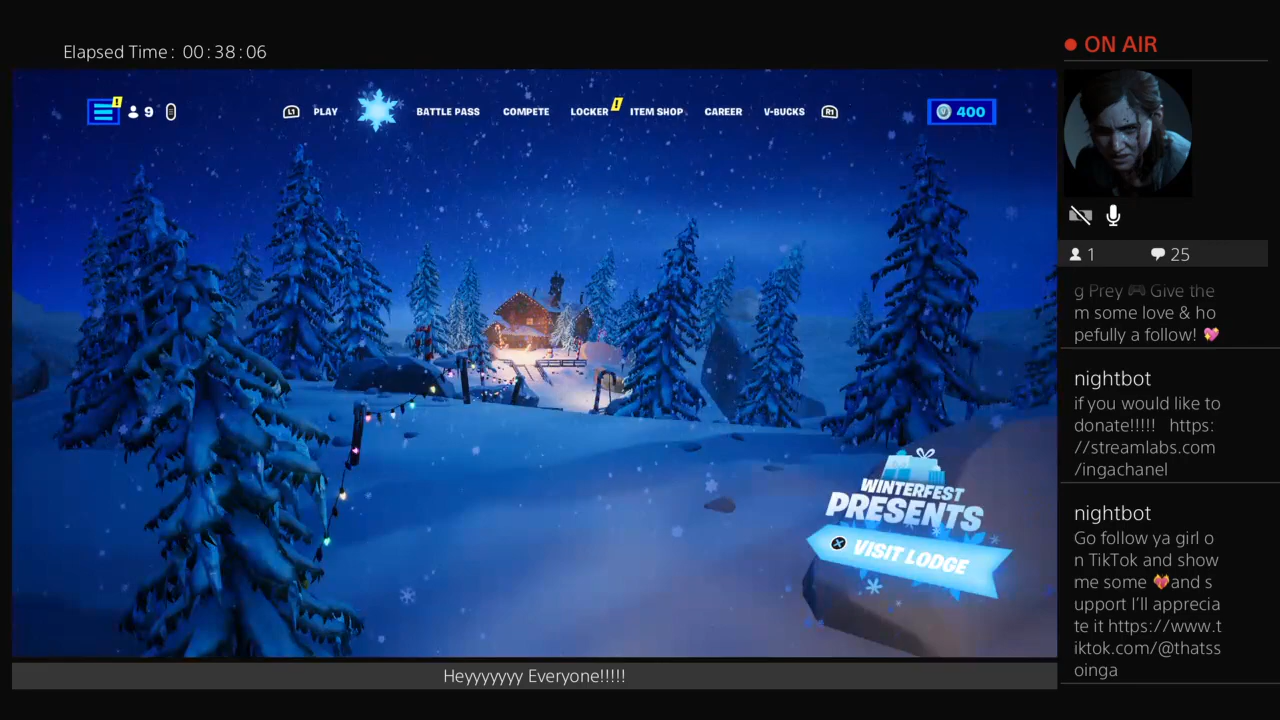 Elapsed Time: 00:38:06
ON AIR
9
L1
PLAY
BATTLE PASS
COMPETE
LOCKER
!
ITEM SHOP
CAREER
V-BUCKS
R1
400
!
1
25
g Prey 🎮 Give the
m some love & ho
pefully a follow! 💖
nightbot
if you would like to
donate!!!!! https:
//streamlabs.com
/ingachanel
nightbot
Go follow ya girl o
n TikTok and show
me some 💖and s
upport I'll apprecia
te it https://www.t
iktok.com/@thatss
oinga
WINTERFEST
PRESENTS
VISIT LODGE
Heyyyyyyy Everyone!!!!!